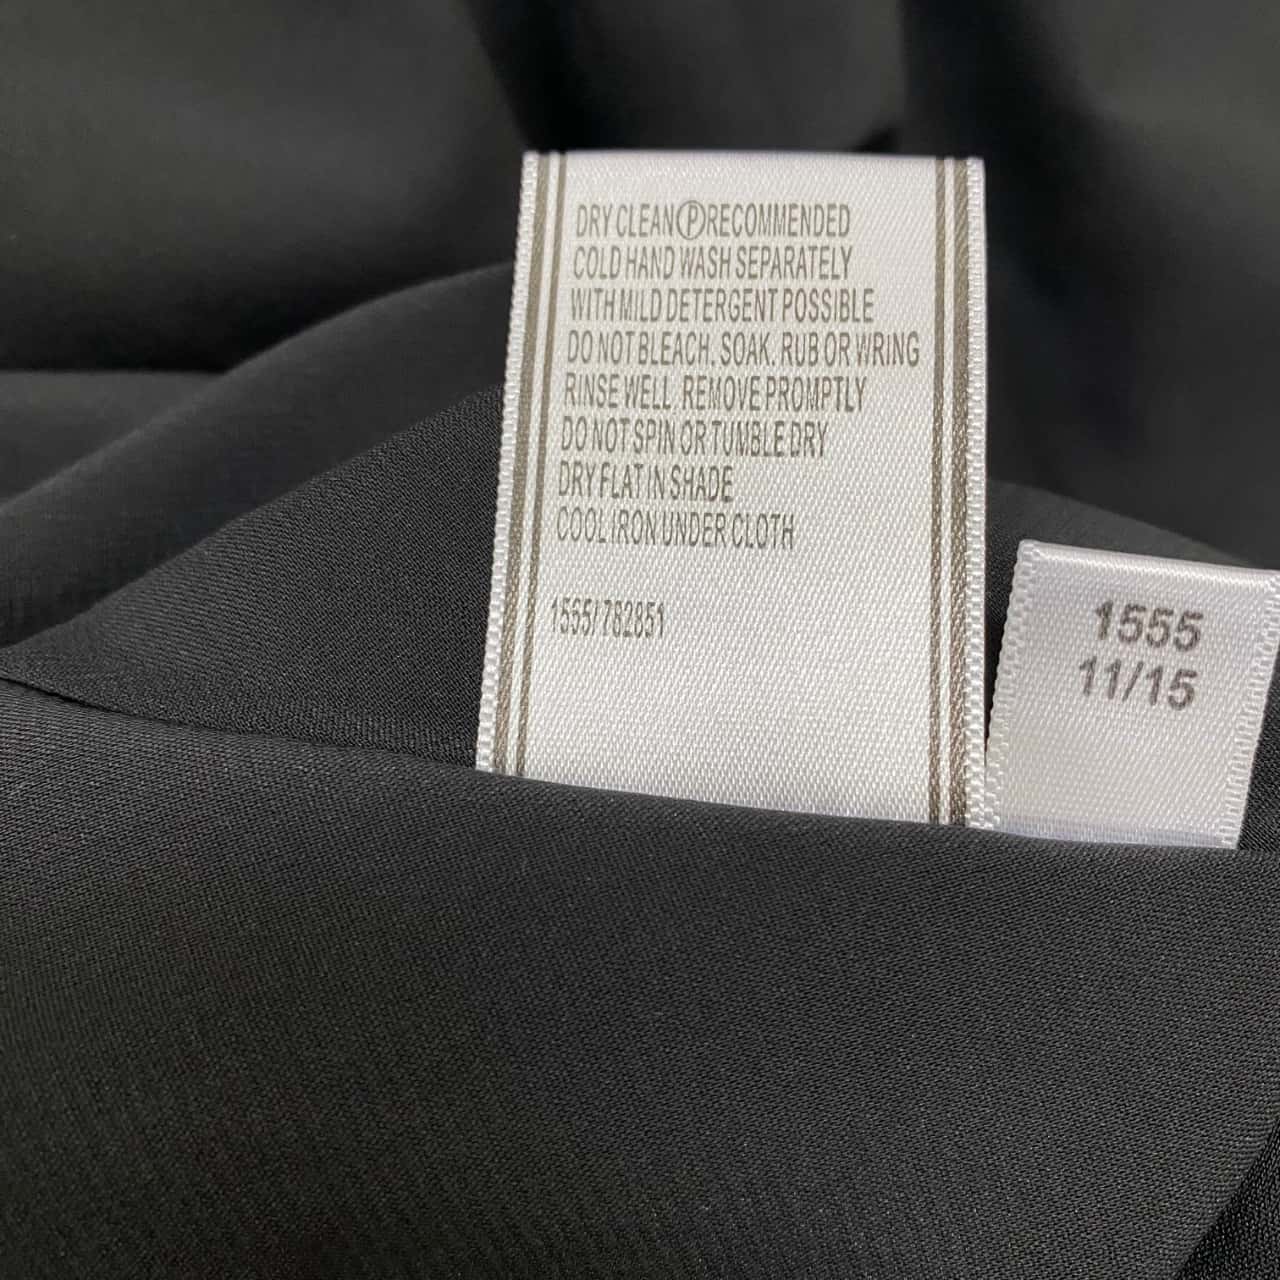 DRY CLEAN Ⓟ RECOMMENDED
COLD HAND WASH SEPARATELY
WITH MILD DETERGENT POSSIBLE
DO NOT BLEACH. SOAK. RUB OR WRING
RINSE WELL. REMOVE PROMPTLY
DO NOT SPIN OR TUMBLE DRY
DRY FLAT IN SHADE
COOL IRON UNDER CLOTH
1555/782851
1555
11/15